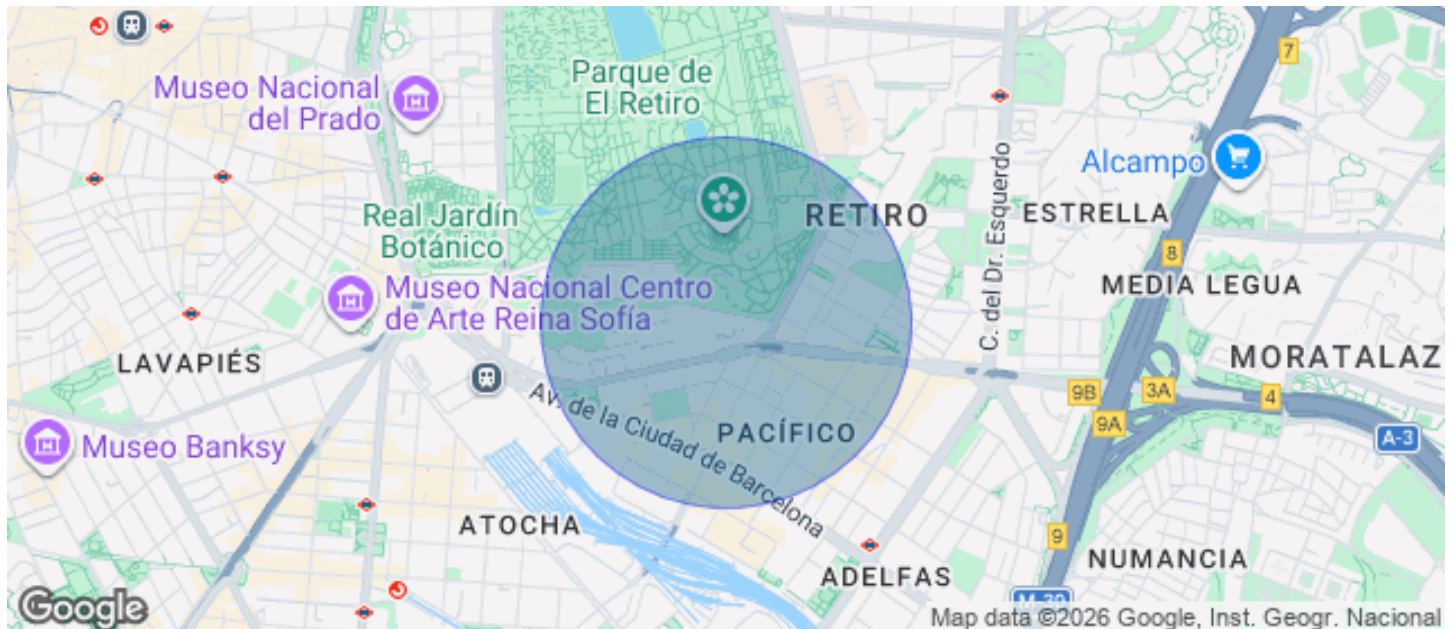 Museo Nacional
del Prado
Parque de
El Retiro
7
Alcampo
Real Jardín
Botánico
RETIRO
ESTRELLA
C. del Dr. Esquerdo
8
Museo Nacional Centro
de Arte Reina Sofía
MEDIA LEGUA
LAVAPIÉS
MORATALAZ
Av. de la Ciudad de Barcelona
9B
3A
4
9A
A-3
PACÍFICO
Museo Banksy
ATOCHA
9
NUMANCIA
ADELFAS
M-30
Google
Map data ©2026 Google, Inst. Geogr. Nacional